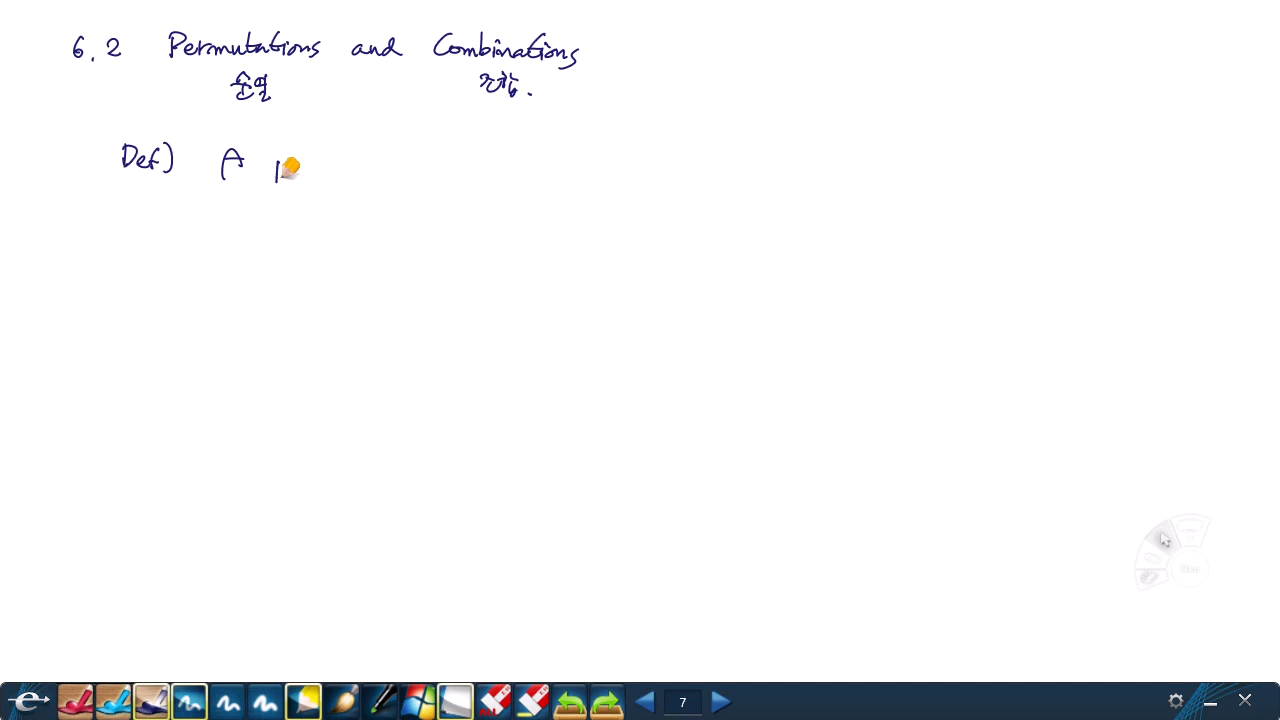 6.2 Permutations and Combinations
순열 조합.
Def) A
7